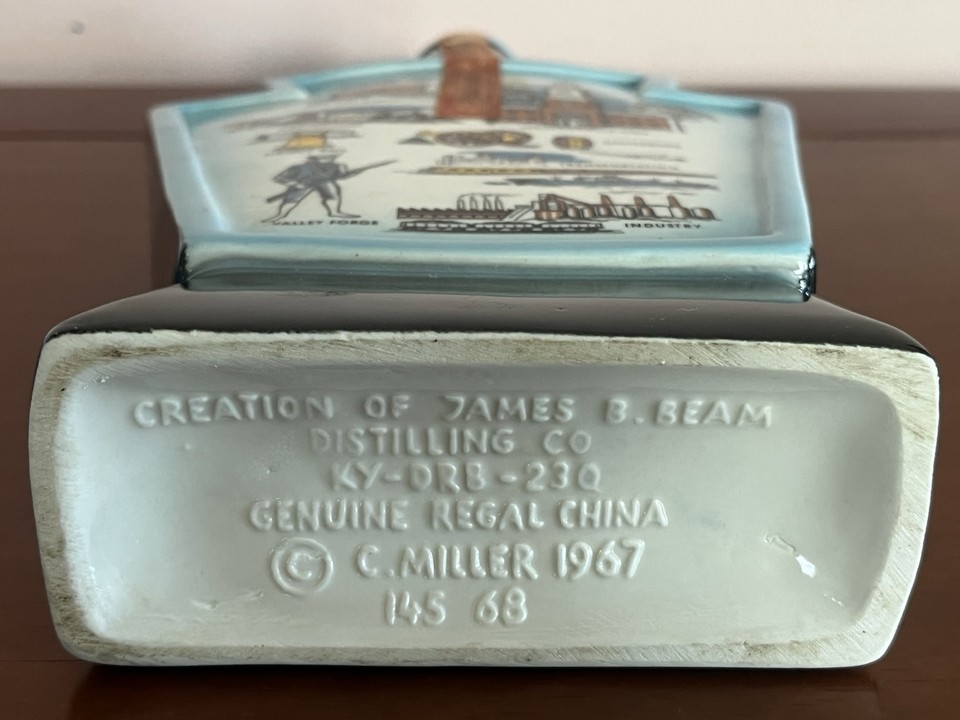 VALLEY FORGE
INDUSTRY
CREATION OF JAMES B. BEAM
DISTILLING CO
KY-DRB-23Q
GENUINE REGAL CHINA
© C. MILLER 1967
145 68